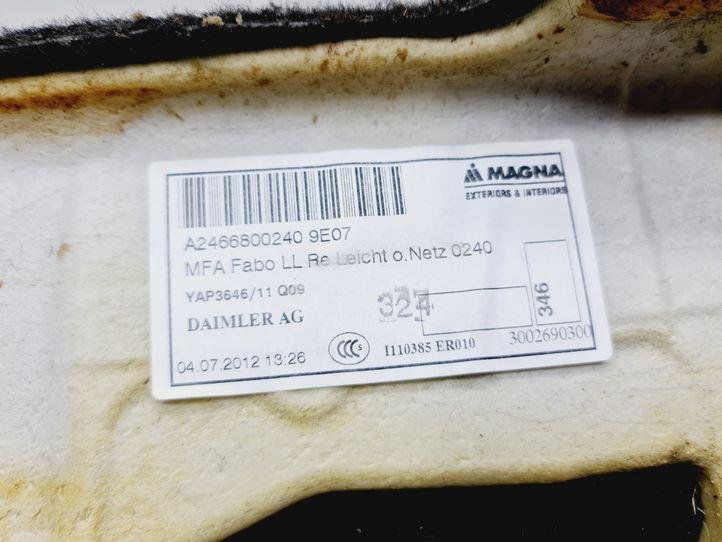 MAGNA
EXTERIORS & INTERIORS
A2466800240 9E07
MFA Fabo LL Re Leicht o.Netz 0240
YAP3646/11 Q09
DAIMLER AG
346
04.07.2012 13:26
CCC S
I110385 ER010
3002690300